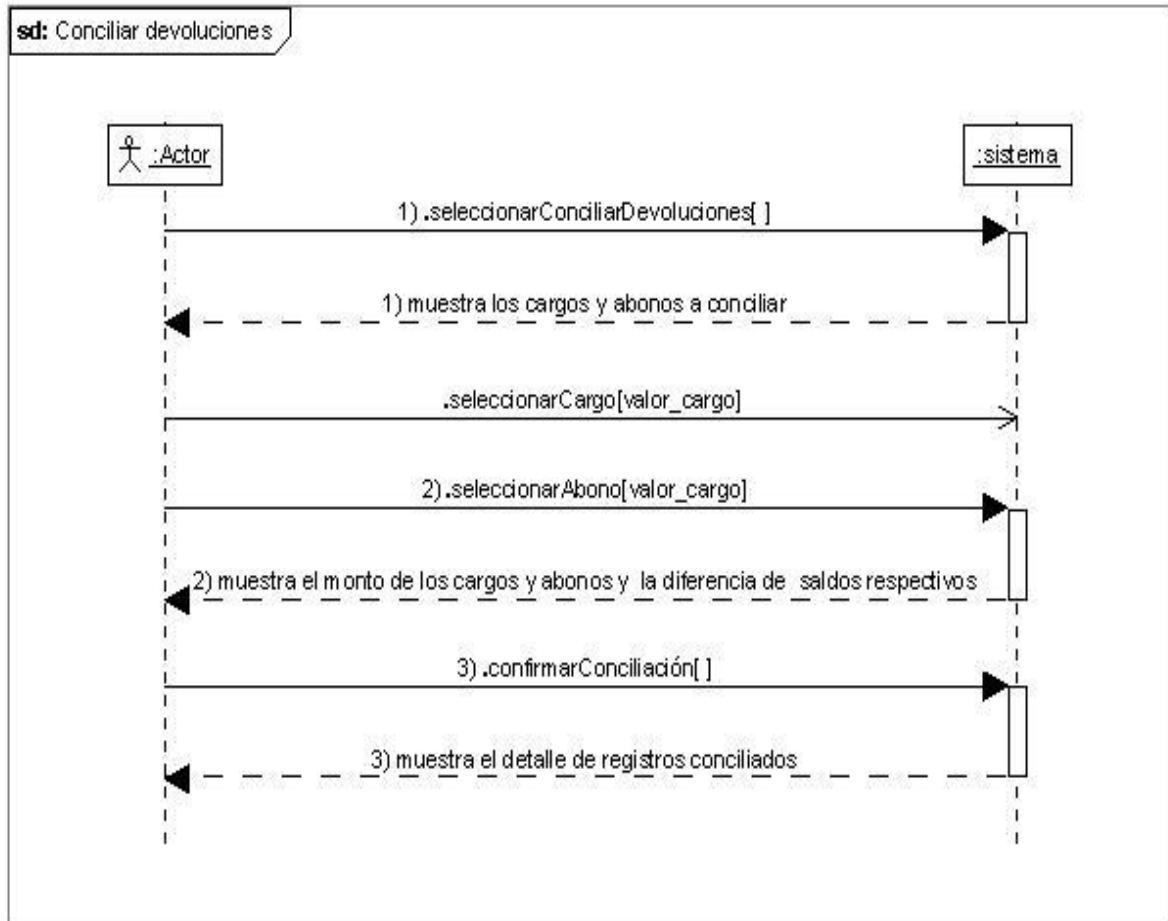 sd: Conciliar devoluciones
:Actor
:sistema
1) .seleccionarConciliarDevoluciones[ ]
1) muestra los cargos y abonos a conciliar
.seleccionarCargo[valor_cargo]
2) .seleccionarAbono[valor_cargo]
2) muestra el monto de los cargos y abonos y la diferencia de saldos respectivos
3) .confirmarConciliación[ ]
3) muestra el detalle de registros conciliados